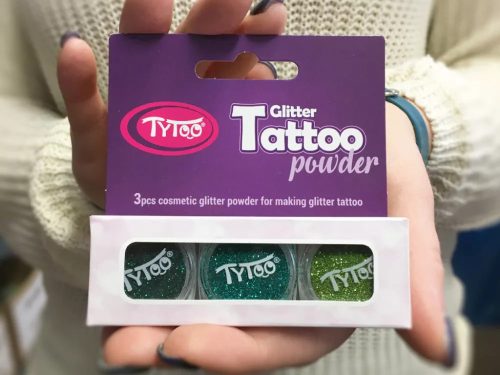 TyToo®
Glitter
Tattoo
powder
3pcs cosmetic glitter powder for making glitter tattoo
TyToo®
TyToo®
TyToo®